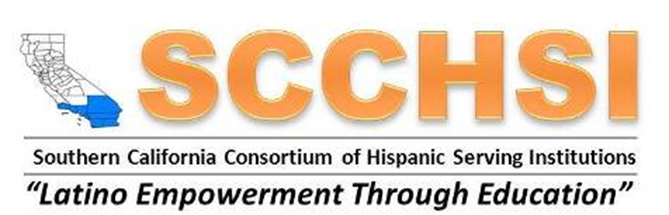 SCCHSI
Southern California Consortium of Hispanic Serving Institutions
“Latino Empowerment Through Education”